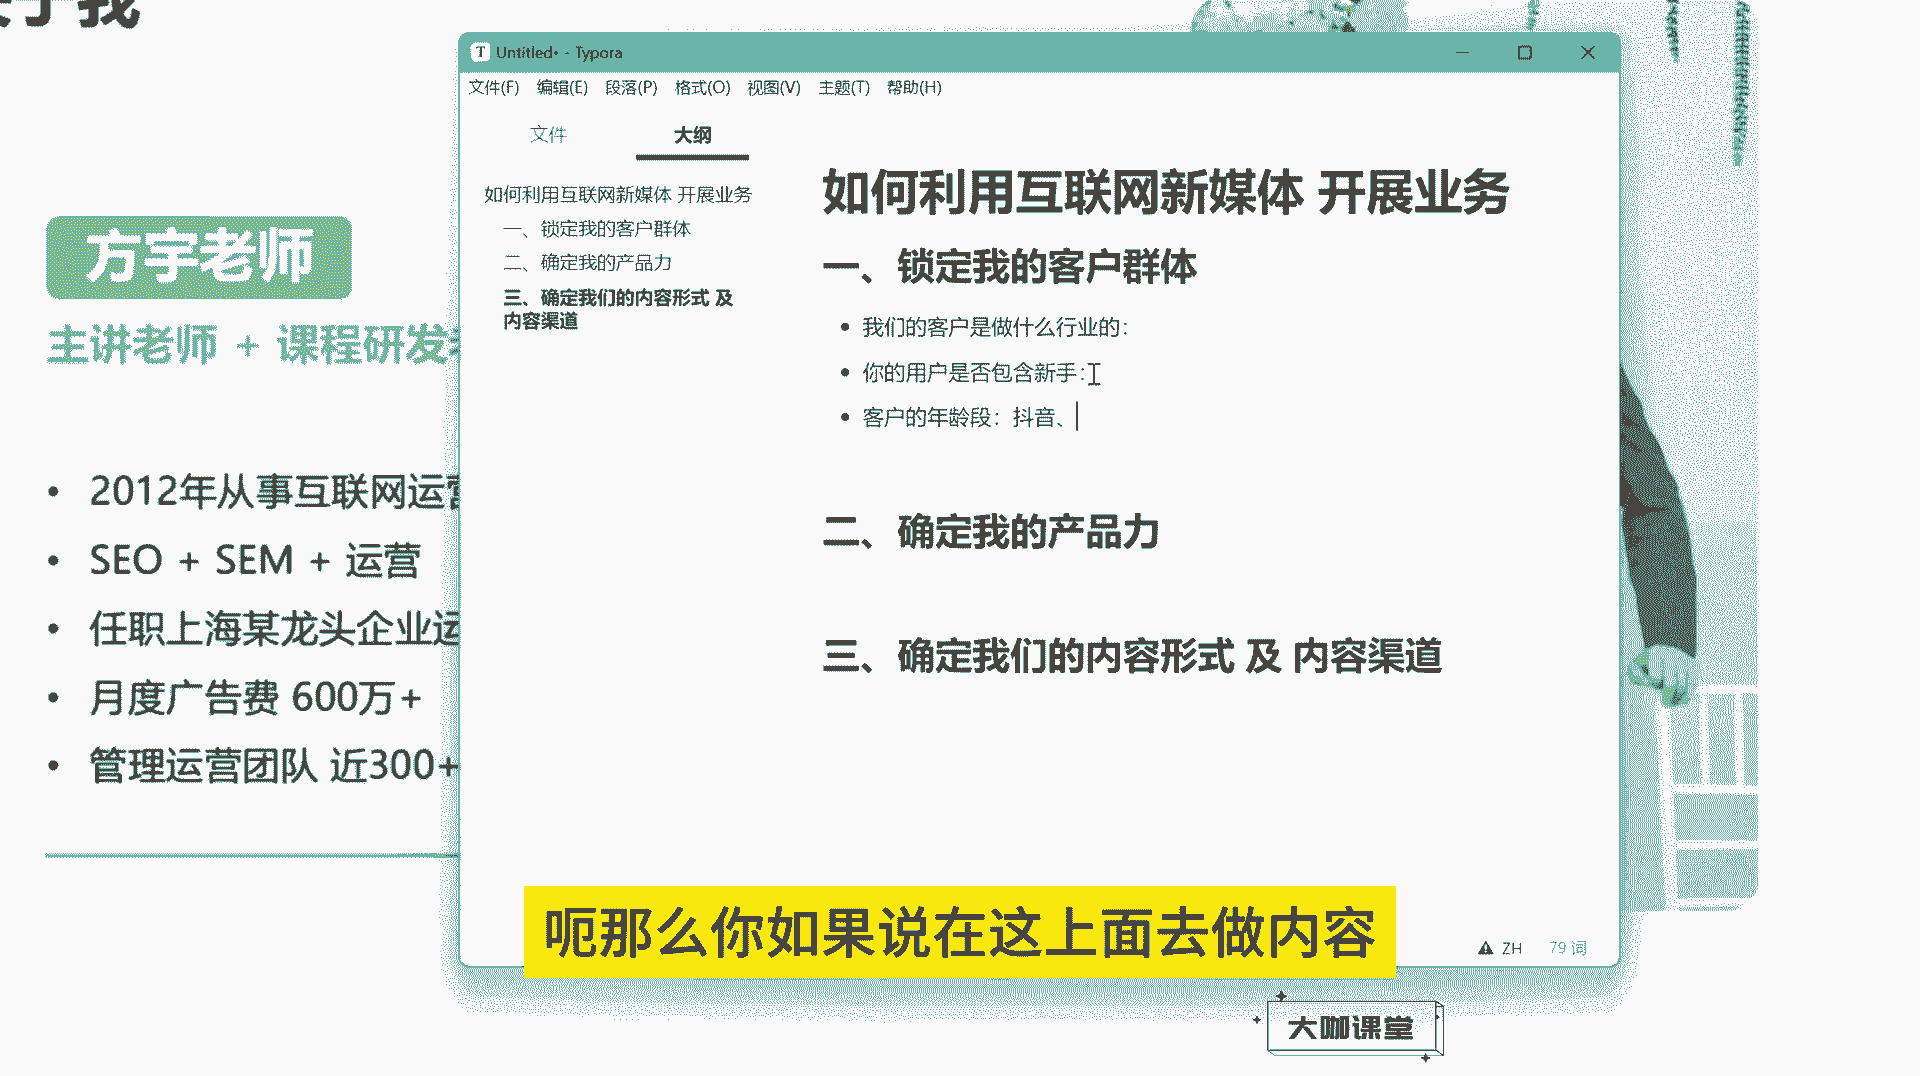 关于我
方宇老师
主讲老师 + 课程研发
2012年从事互联网运营
SEO + SEM + 运营
任职上海某龙头企业运
月度广告费 600万+
管理运营团队 近300+
Untitled• - Typora
文件(F) 编辑(E) 段落(P) 格式(O) 视图(V) 主题(T) 帮助(H)
文件 大纲
如何利用互联网新媒体 开展业务
一、锁定我的客户群体
二、确定我的产品力
三、确定我们的内容形式 及
内容渠道
如何利用互联网新媒体 开展业务
一、锁定我的客户群体
我们的客户是做什么行业的:
你的用户是否包含新手:
客户的年龄段：抖音、
二、确定我的产品力
三、确定我们的内容形式 及 内容渠道
ZH 79 词
呃那么你如果说在这上面去做内容
大咖课堂